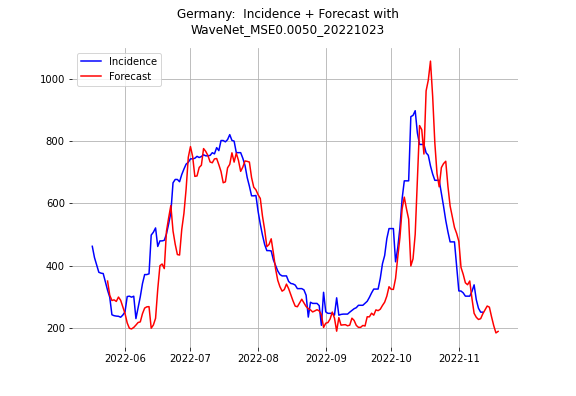 Germany:  Incidence + Forecast with
WaveNet_MSE0.0050_20221023
Incidence
Forecast
1000
800
600
400
200
2022-06 2022-07 2022-08 2022-09 2022-10 2022-11